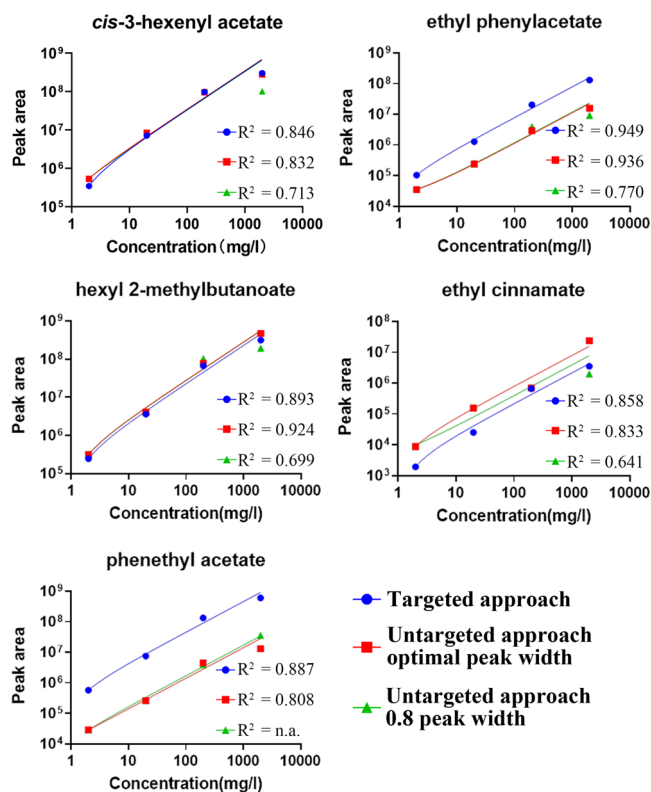 cis-3-hexenyl acetate
10⁹
10⁸
10⁷
10⁶
10⁵
Peak area
R² = 0.846
R² = 0.832
R² = 0.713
1 10 100 1000 10000
Concentration（mg/l）
ethyl phenylacetate
10⁹
10⁸
10⁷
10⁶
10⁵
10⁴
Peak area
R² = 0.949
R² = 0.936
R² = 0.770
1 10 100 1000 10000
Concentration(mg/l)
hexyl 2-methylbutanoate
10⁹
10⁸
10⁷
10⁶
10⁵
Peak area
R² = 0.893
R² = 0.924
R² = 0.699
1 10 100 1000 10000
Concentration(mg/l)
ethyl cinnamate
10⁸
10⁷
10⁶
10⁵
10⁴
10³
Peak area
R² = 0.858
R² = 0.833
R² = 0.641
1 10 100 1000 10000
Concentration(mg/l)
phenethyl acetate
10⁹
10⁸
10⁷
10⁶
10⁵
10⁴
Peak area
R² = 0.887
R² = 0.808
R² = n.a.
1 10 100 1000 10000
Concentration(mg/l)
Targeted approach
Untargeted approach
optimal peak width
Untargeted approach
0.8 peak width